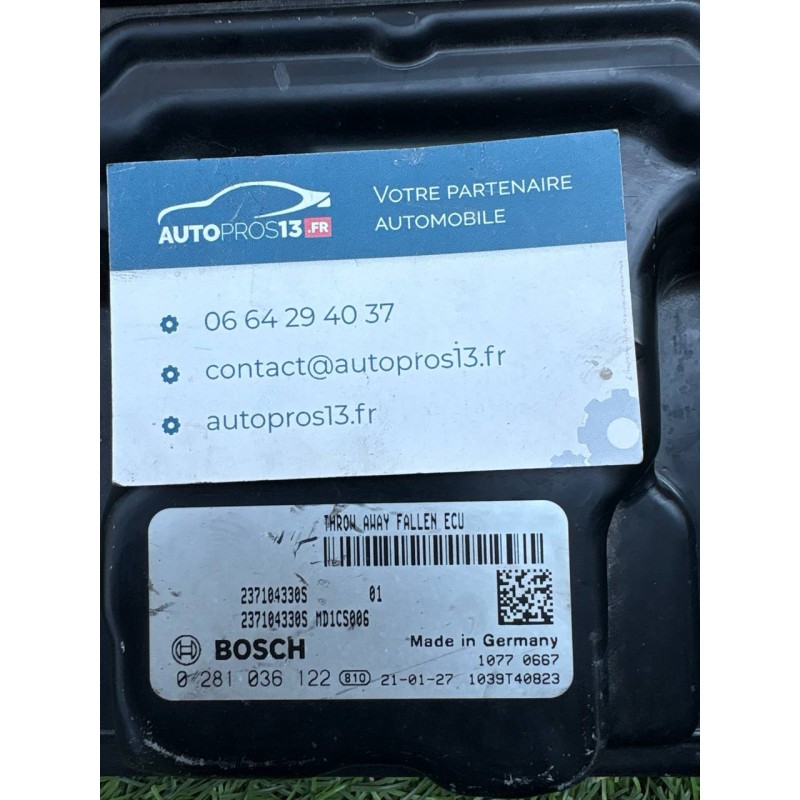 AUTOPROS13.FR
VOTRE PARTENAIRE
AUTOMOBILE
06 64 29 40 37
contact@autopros13.fr
autopros13.fr
THROW AWAY FALLEN ECU
237104330S 01
237104330S MD1CS006
BOSCH
Made in Germany
1077 0667
0 281 036 122 B10 21-01-27 1039T40823